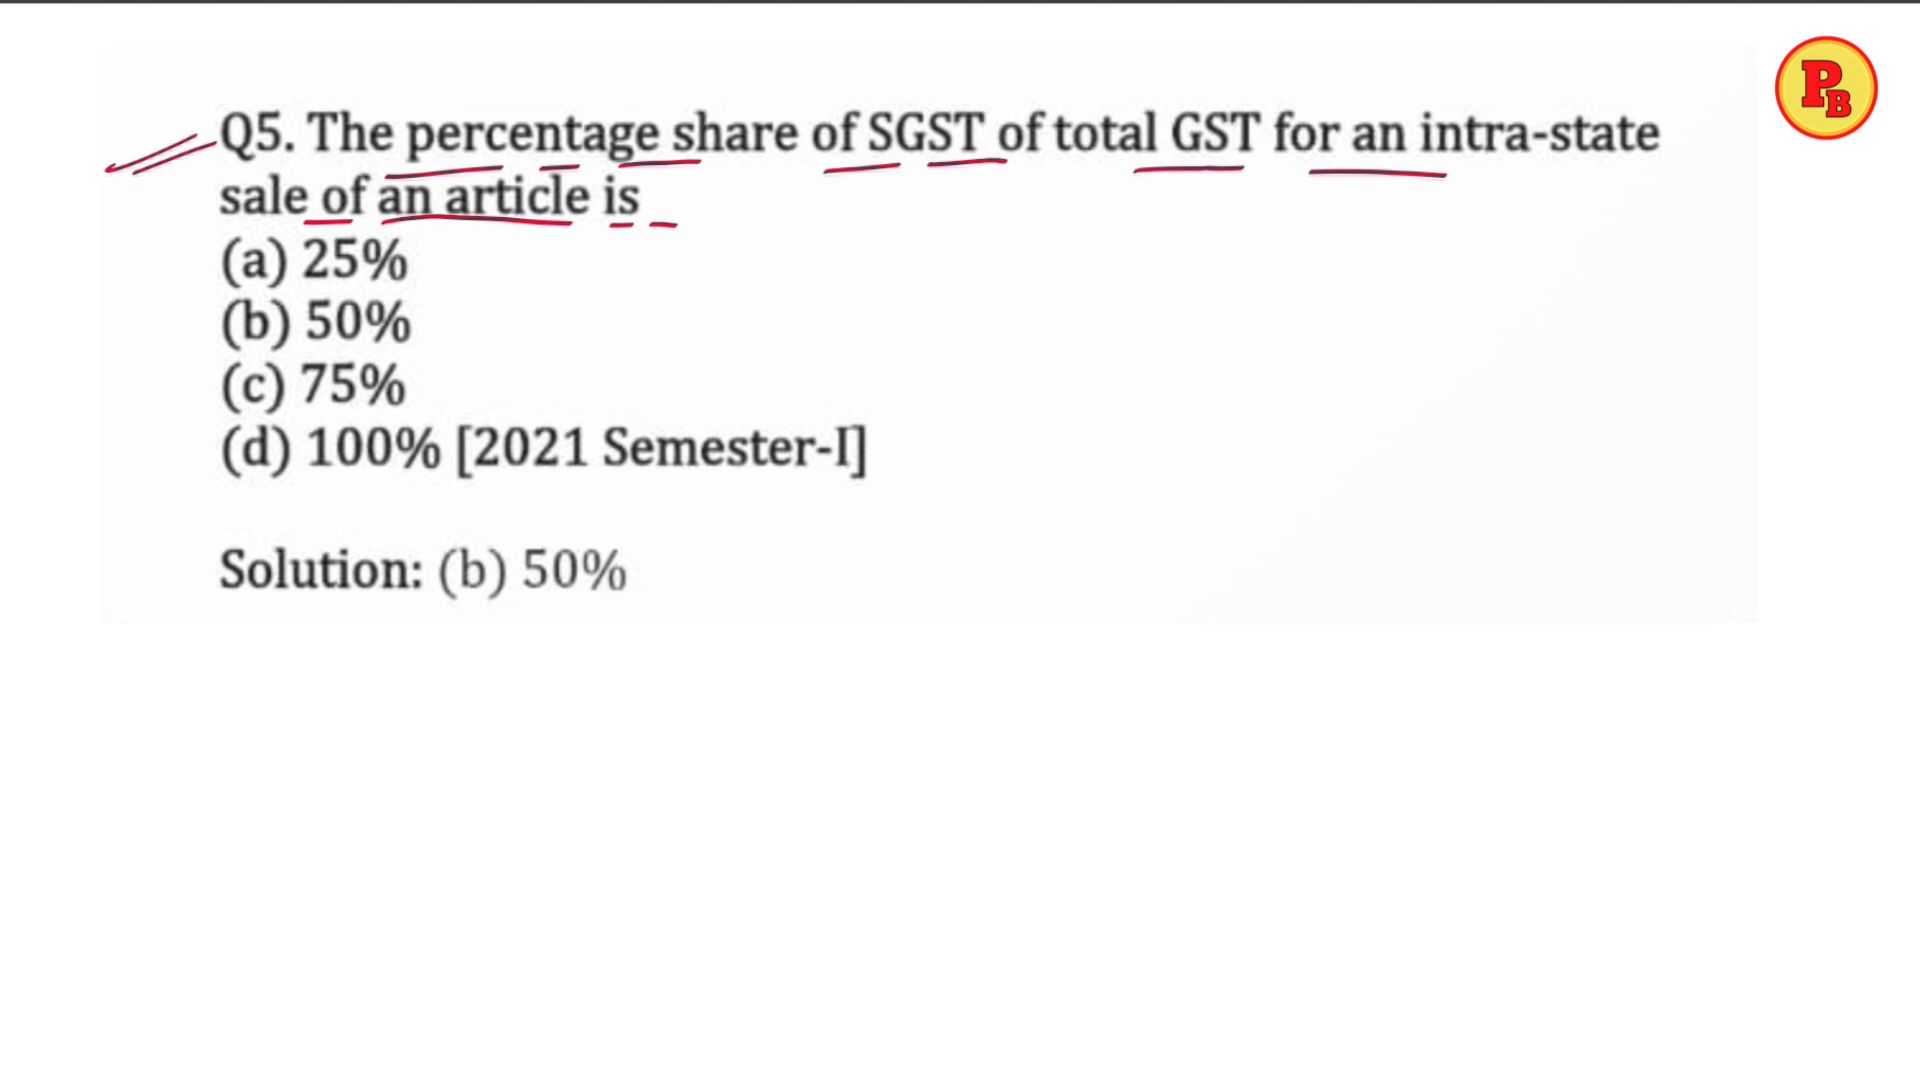 PB
Q5. The percentage share of SGST of total GST for an intra-state
sale of an article is
(a) 25%
(b) 50%
(c) 75%
(d) 100% [2021 Semester-I]
Solution: (b) 50%